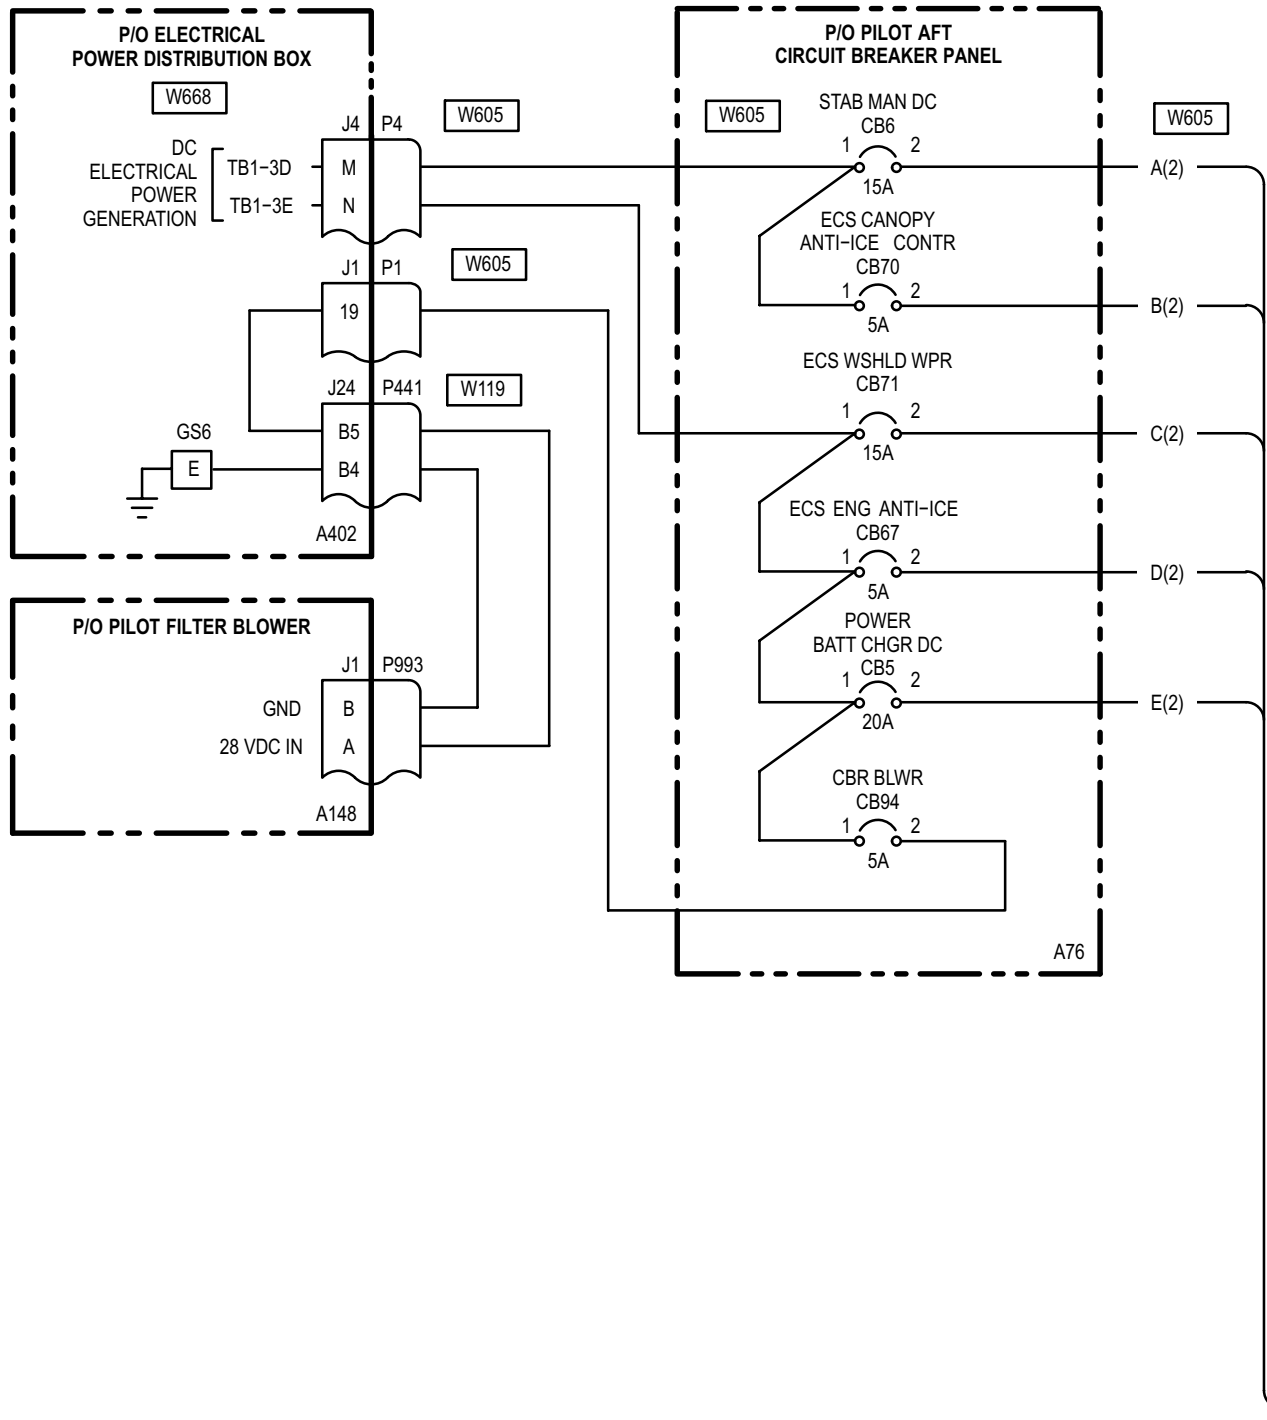 P/O ELECTRICAL
POWER DISTRIBUTION BOX
W668
J4 P4
W605
DC
ELECTRICAL
POWER
GENERATION
TB1−3D
M
TB1−3E
N
J1 P1
W605
19
J24 P441
W119
GS6
B5
E
B4
A402
P/O PILOT FILTER BLOWER
J1 P993
GND
B
28 VDC IN
A
A148
P/O PILOT AFT
CIRCUIT BREAKER PANEL
W605
STAB MAN DC
CB6
1 2
15A
ECS CANOPY
ANTI−ICE CONTR
CB70
1 2
5A
ECS WSHLD WPR
CB71
1 2
15A
ECS ENG ANTI−ICE
CB67
1 2
5A
POWER
BATT CHGR DC
CB5
1 2
20A
CBR BLWR
CB94
1 2
5A
A76
W605
A(2)
B(2)
C(2)
D(2)
E(2)